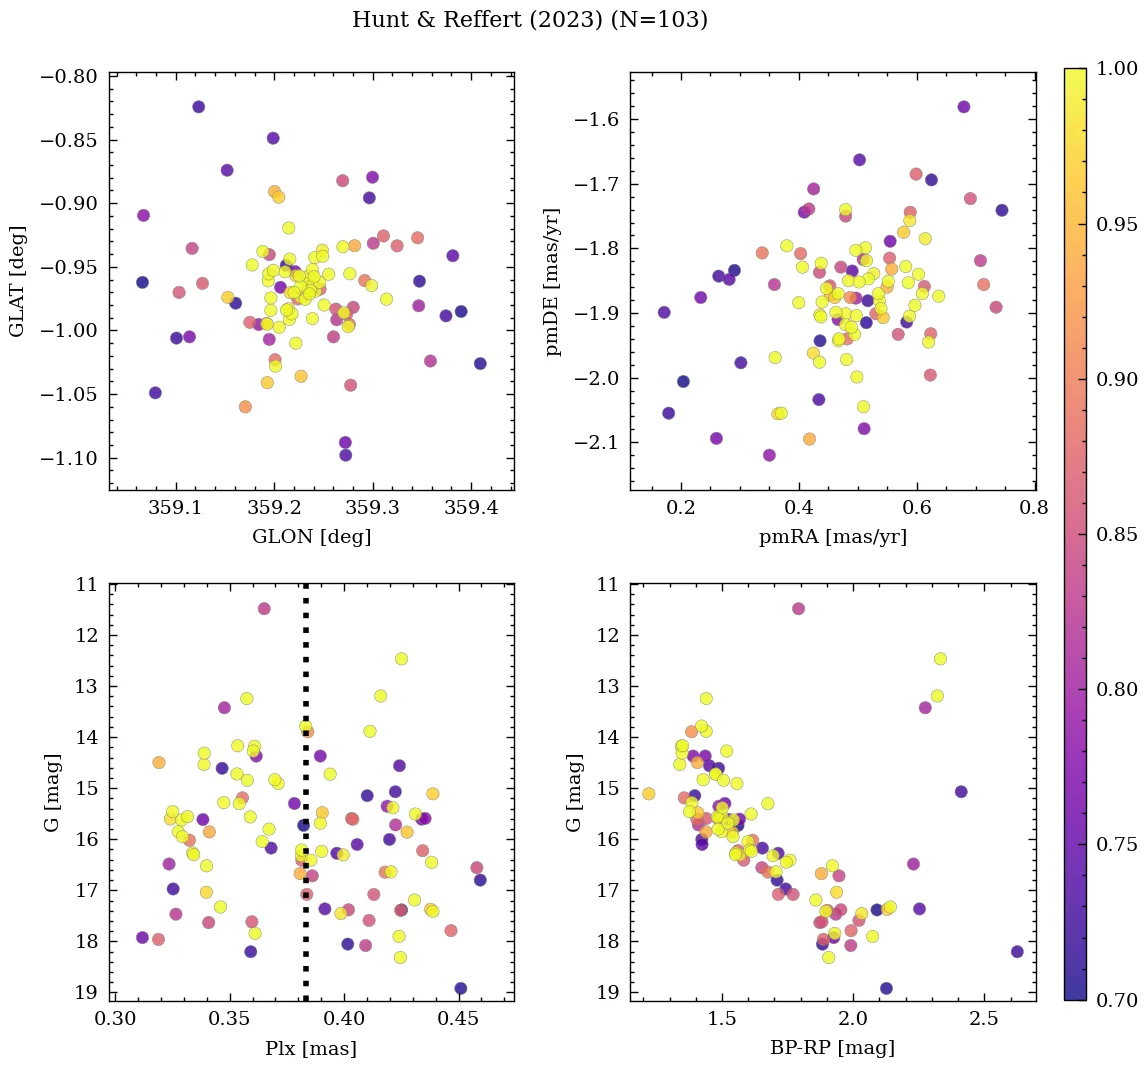 Hunt & Reffert (2023) (N=103)
−0.80
−0.85
−0.90
−0.95
−1.00
−1.05
−1.10
GLAT [deg]
359.1 359.2 359.3 359.4
GLON [deg]
−1.6
−1.7
−1.8
−1.9
−2.0
−2.1
pmDE [mas/yr]
0.2 0.4 0.6 0.8
pmRA [mas/yr]
11
12
13
14
15
16
17
18
19
G [mag]
0.30 0.35 0.40 0.45
Plx [mas]
11
12
13
14
15
16
17
18
19
G [mag]
1.5 2.0 2.5
BP-RP [mag]
1.00
0.95
0.90
0.85
0.80
0.75
0.70